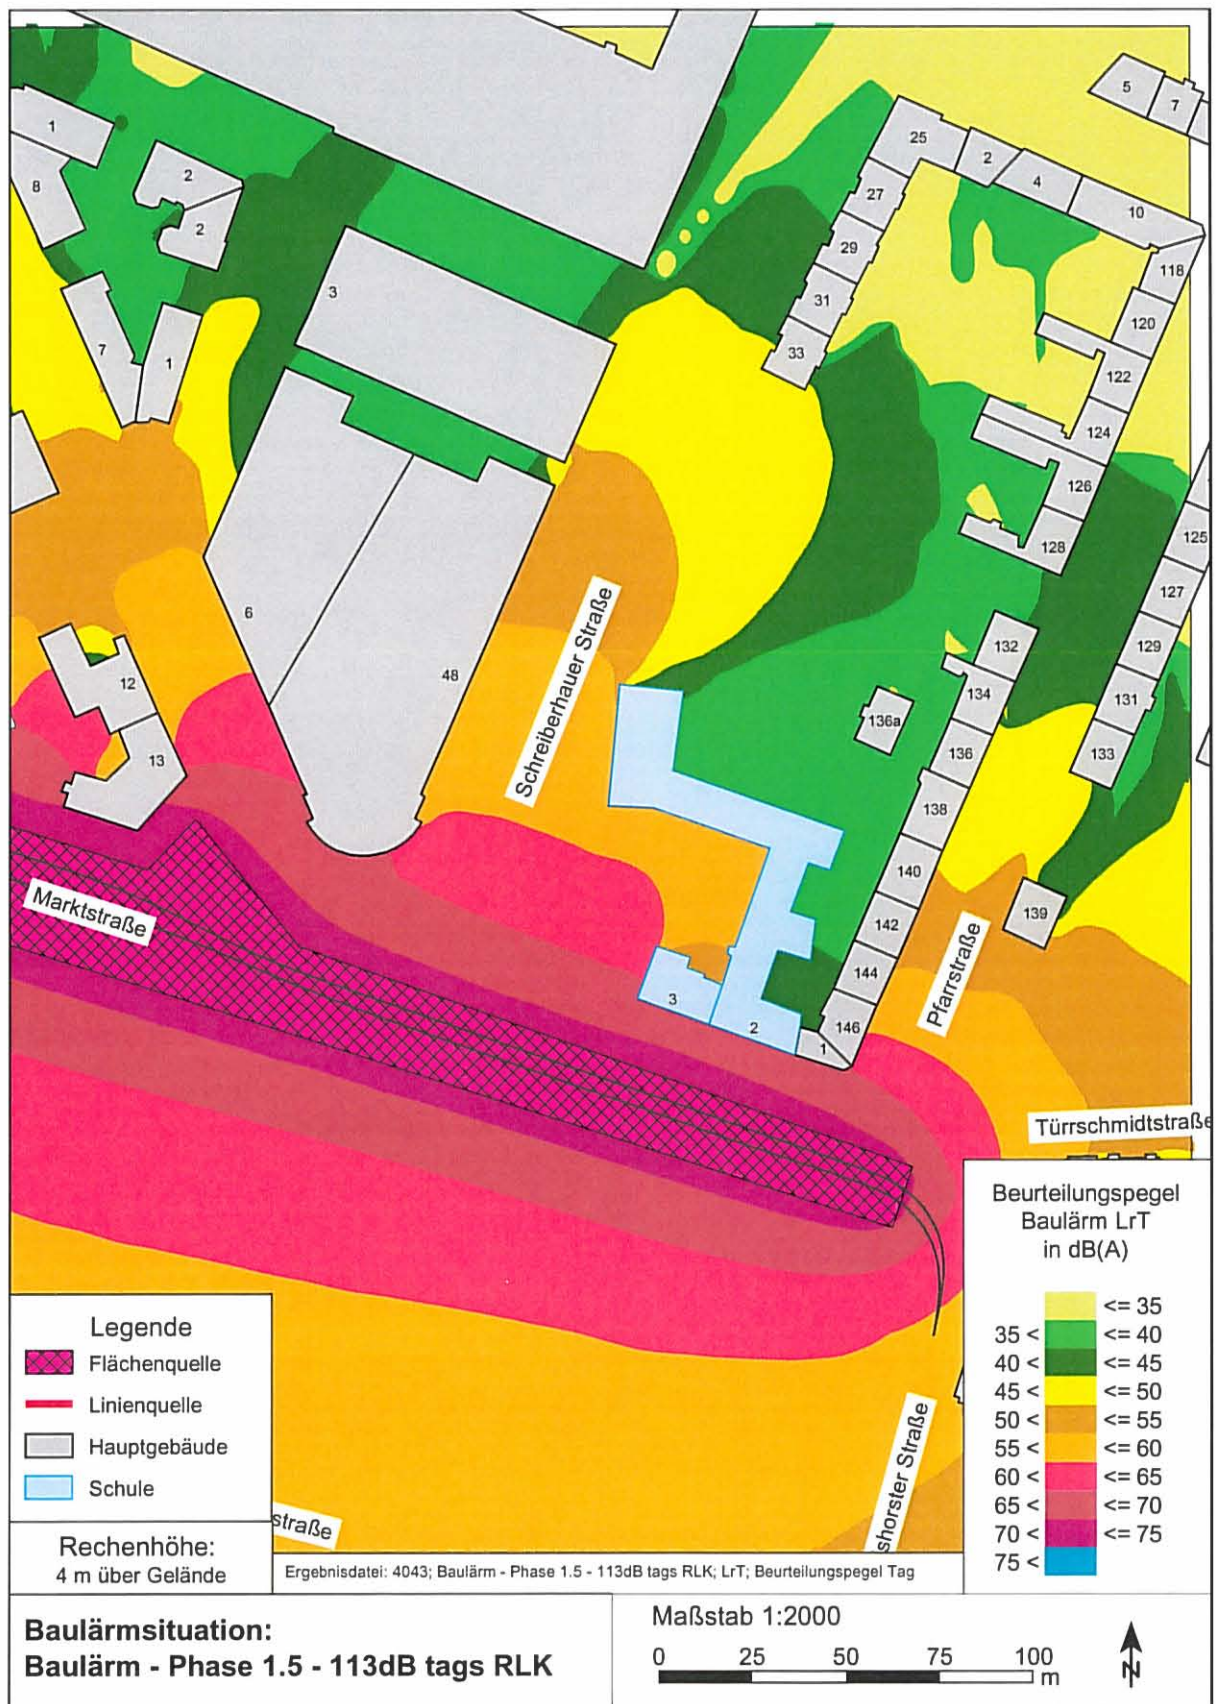 5
7
1
25
2
4
8
2
27
10
2
29
118
3
31
120
33
7
1
122
124
126
125
128
127
6
Schreiberhauer Straße
129
132
48
12
134
131
136a
13
136
133
138
140
Marktstraße
142
139
Pfarrstraße
144
3
2
1
146
Türrschmidtstraße
Beurteilungspegel
Baulärm LrT
in dB(A)
<= 35
35 < <= 40
40 < <= 45
45 < <= 50
50 < <= 55
55 < <= 60
60 < <= 65
65 < <= 70
70 < <= 75
75 <
Legende
Flächenquelle
Linienquelle
Hauptgebäude
Schule
shorster Straße
straße
Rechenhöhe:
4 m über Gelände
Ergebnisdatei: 4043; Baulärm - Phase 1.5 - 113dB tags RLK; LrT; Beurteilungspegel Tag
Baulärmsituation:
Baulärm - Phase 1.5 - 113dB tags RLK
Maßstab 1:2000
0 25 50 75 100
m
N